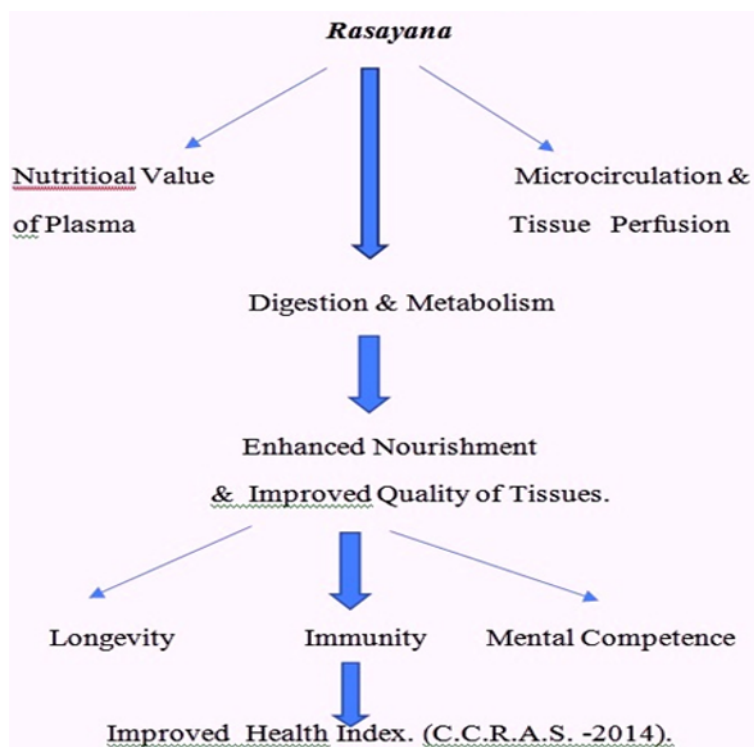 Rasayana
Nutritioal Value
of Plasma
Microcirculation &
Tissue Perfusion
Digestion & Metabolism
Enhanced Nourishment
& Improved Quality of Tissues.
Longevity
Immunity
Mental Competence
Improved Health Index. (C.C.R.A.S. -2014).